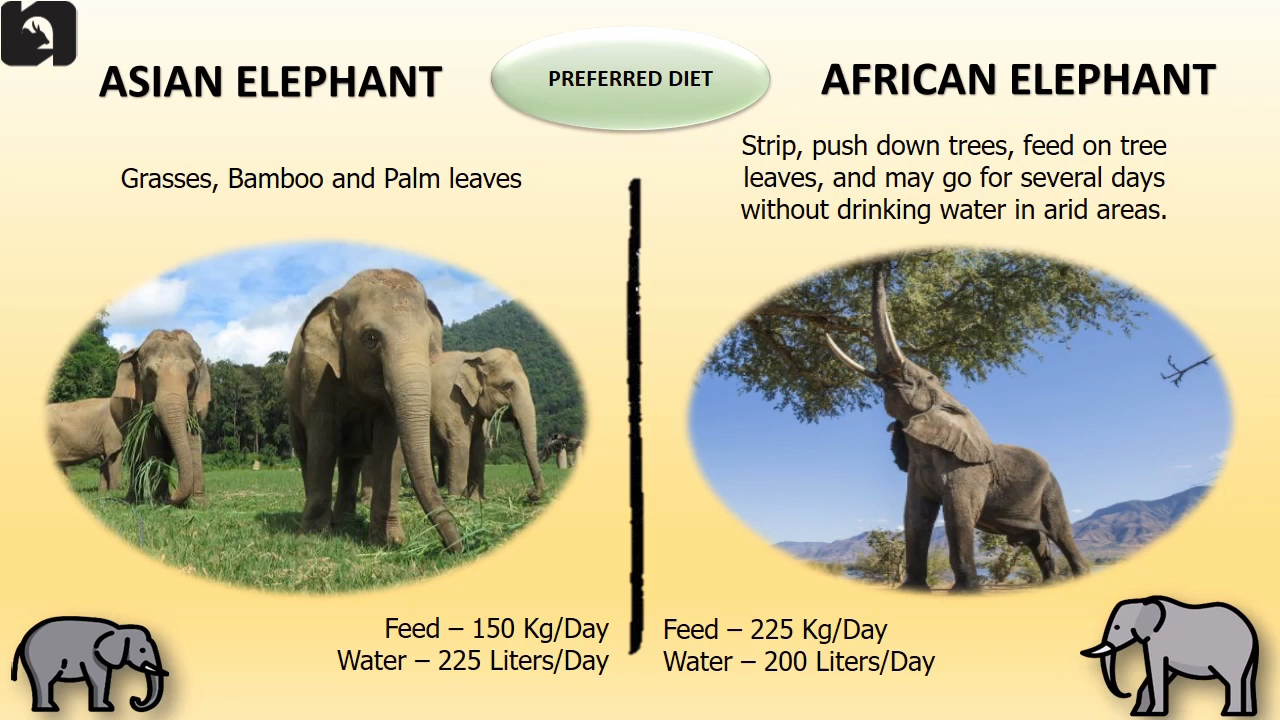 ASIAN ELEPHANT
PREFERRED DIET
AFRICAN ELEPHANT
Grasses, Bamboo and Palm leaves
Strip, push down trees, feed on tree
leaves, and may go for several days
without drinking water in arid areas.
Feed – 150 Kg/Day
Water – 225 Liters/Day
Feed – 225 Kg/Day
Water – 200 Liters/Day